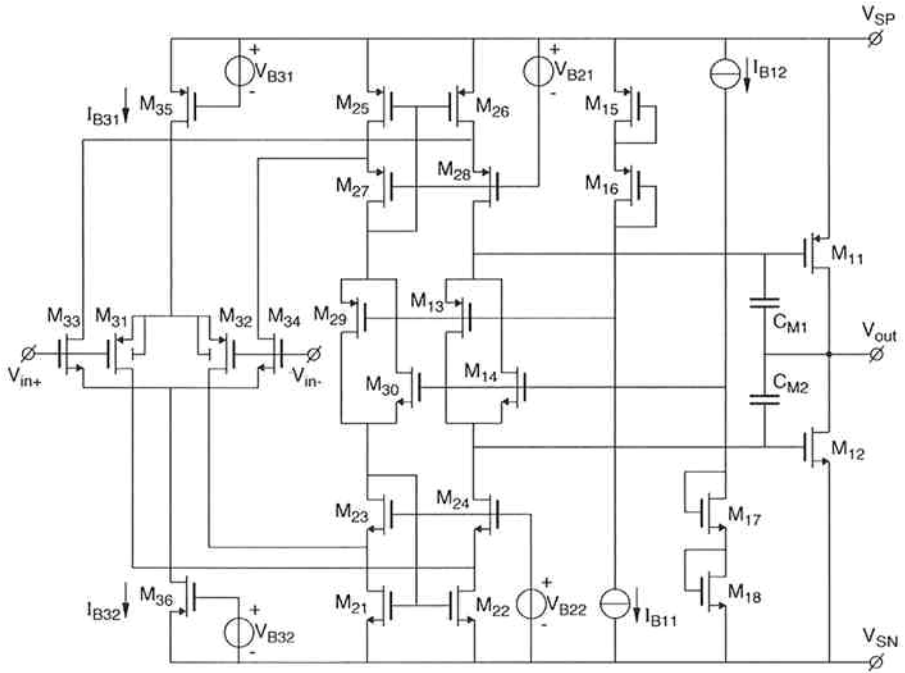 V_SP
I_B31
M_35
V_B31
M_25
M_26
V_B21
M_15
I_B12
M_27
M_28
M_16
M_11
M_33
M_31
M_32
M_34
M_29
M_13
C_M1
V_in+
V_in-
V_out
M_30
M_14
C_M2
M_12
M_23
M_24
M_17
I_B32
M_36
V_B32
M_21
M_22
V_B22
I_B11
M_18
V_SN
+
-
+
-
+
-
+
-